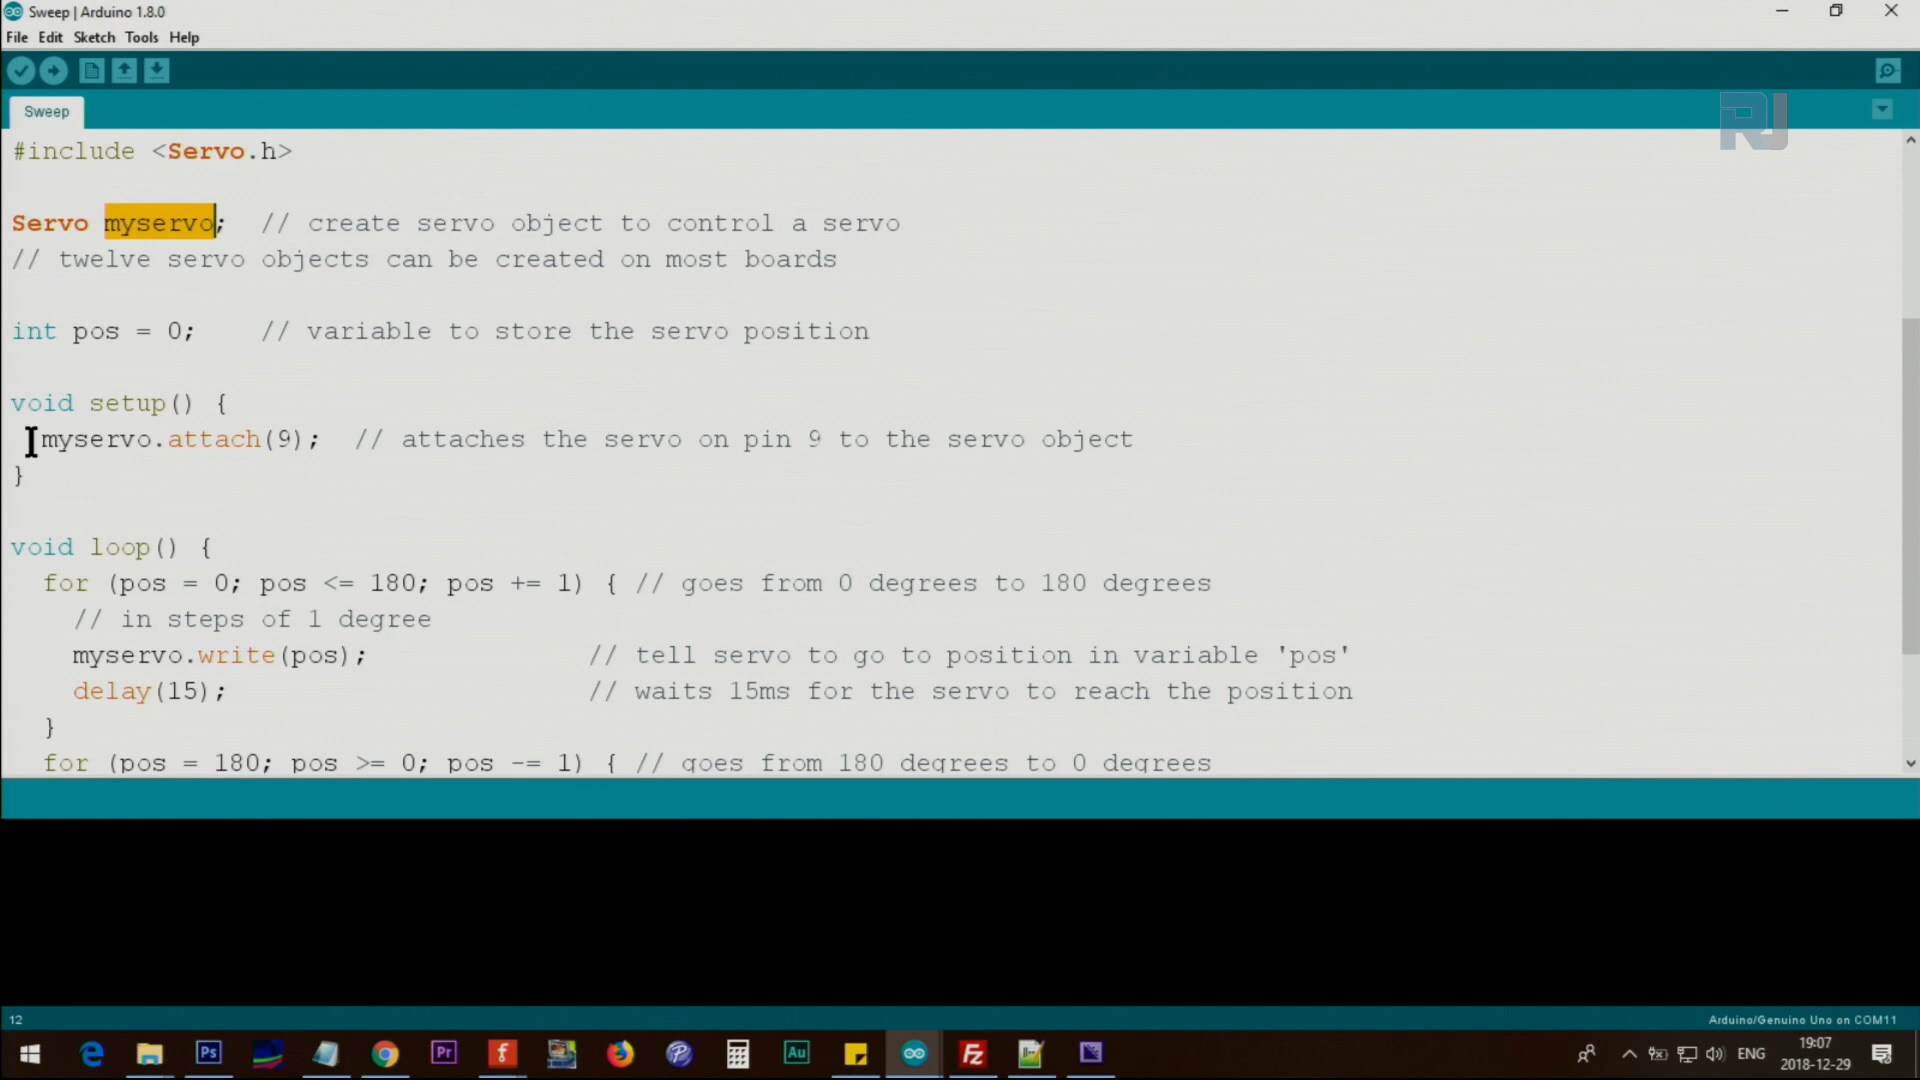 Sweep | Arduino 1.8.0
File Edit Sketch Tools Help
Sweep
RJ
#include <Servo.h>
Servo myservo;  // create servo object to control a servo
// twelve servo objects can be created on most boards
int pos = 0;    // variable to store the servo position
void setup() {
  myservo.attach(9);  // attaches the servo on pin 9 to the servo object
}
void loop() {
  for (pos = 0; pos <= 180; pos += 1) { // goes from 0 degrees to 180 degrees
    // in steps of 1 degree
    myservo.write(pos);              // tell servo to go to position in variable 'pos'
    delay(15);                       // waits 15ms for the servo to reach the position
  }
  for (pos = 180; pos >= 0; pos -= 1) { // goes from 180 degrees to 0 degrees
12
Arduino/Genuino Uno on COM11
Ps
Pr
f
Au
Fz
ENG
19:07
2018-12-29